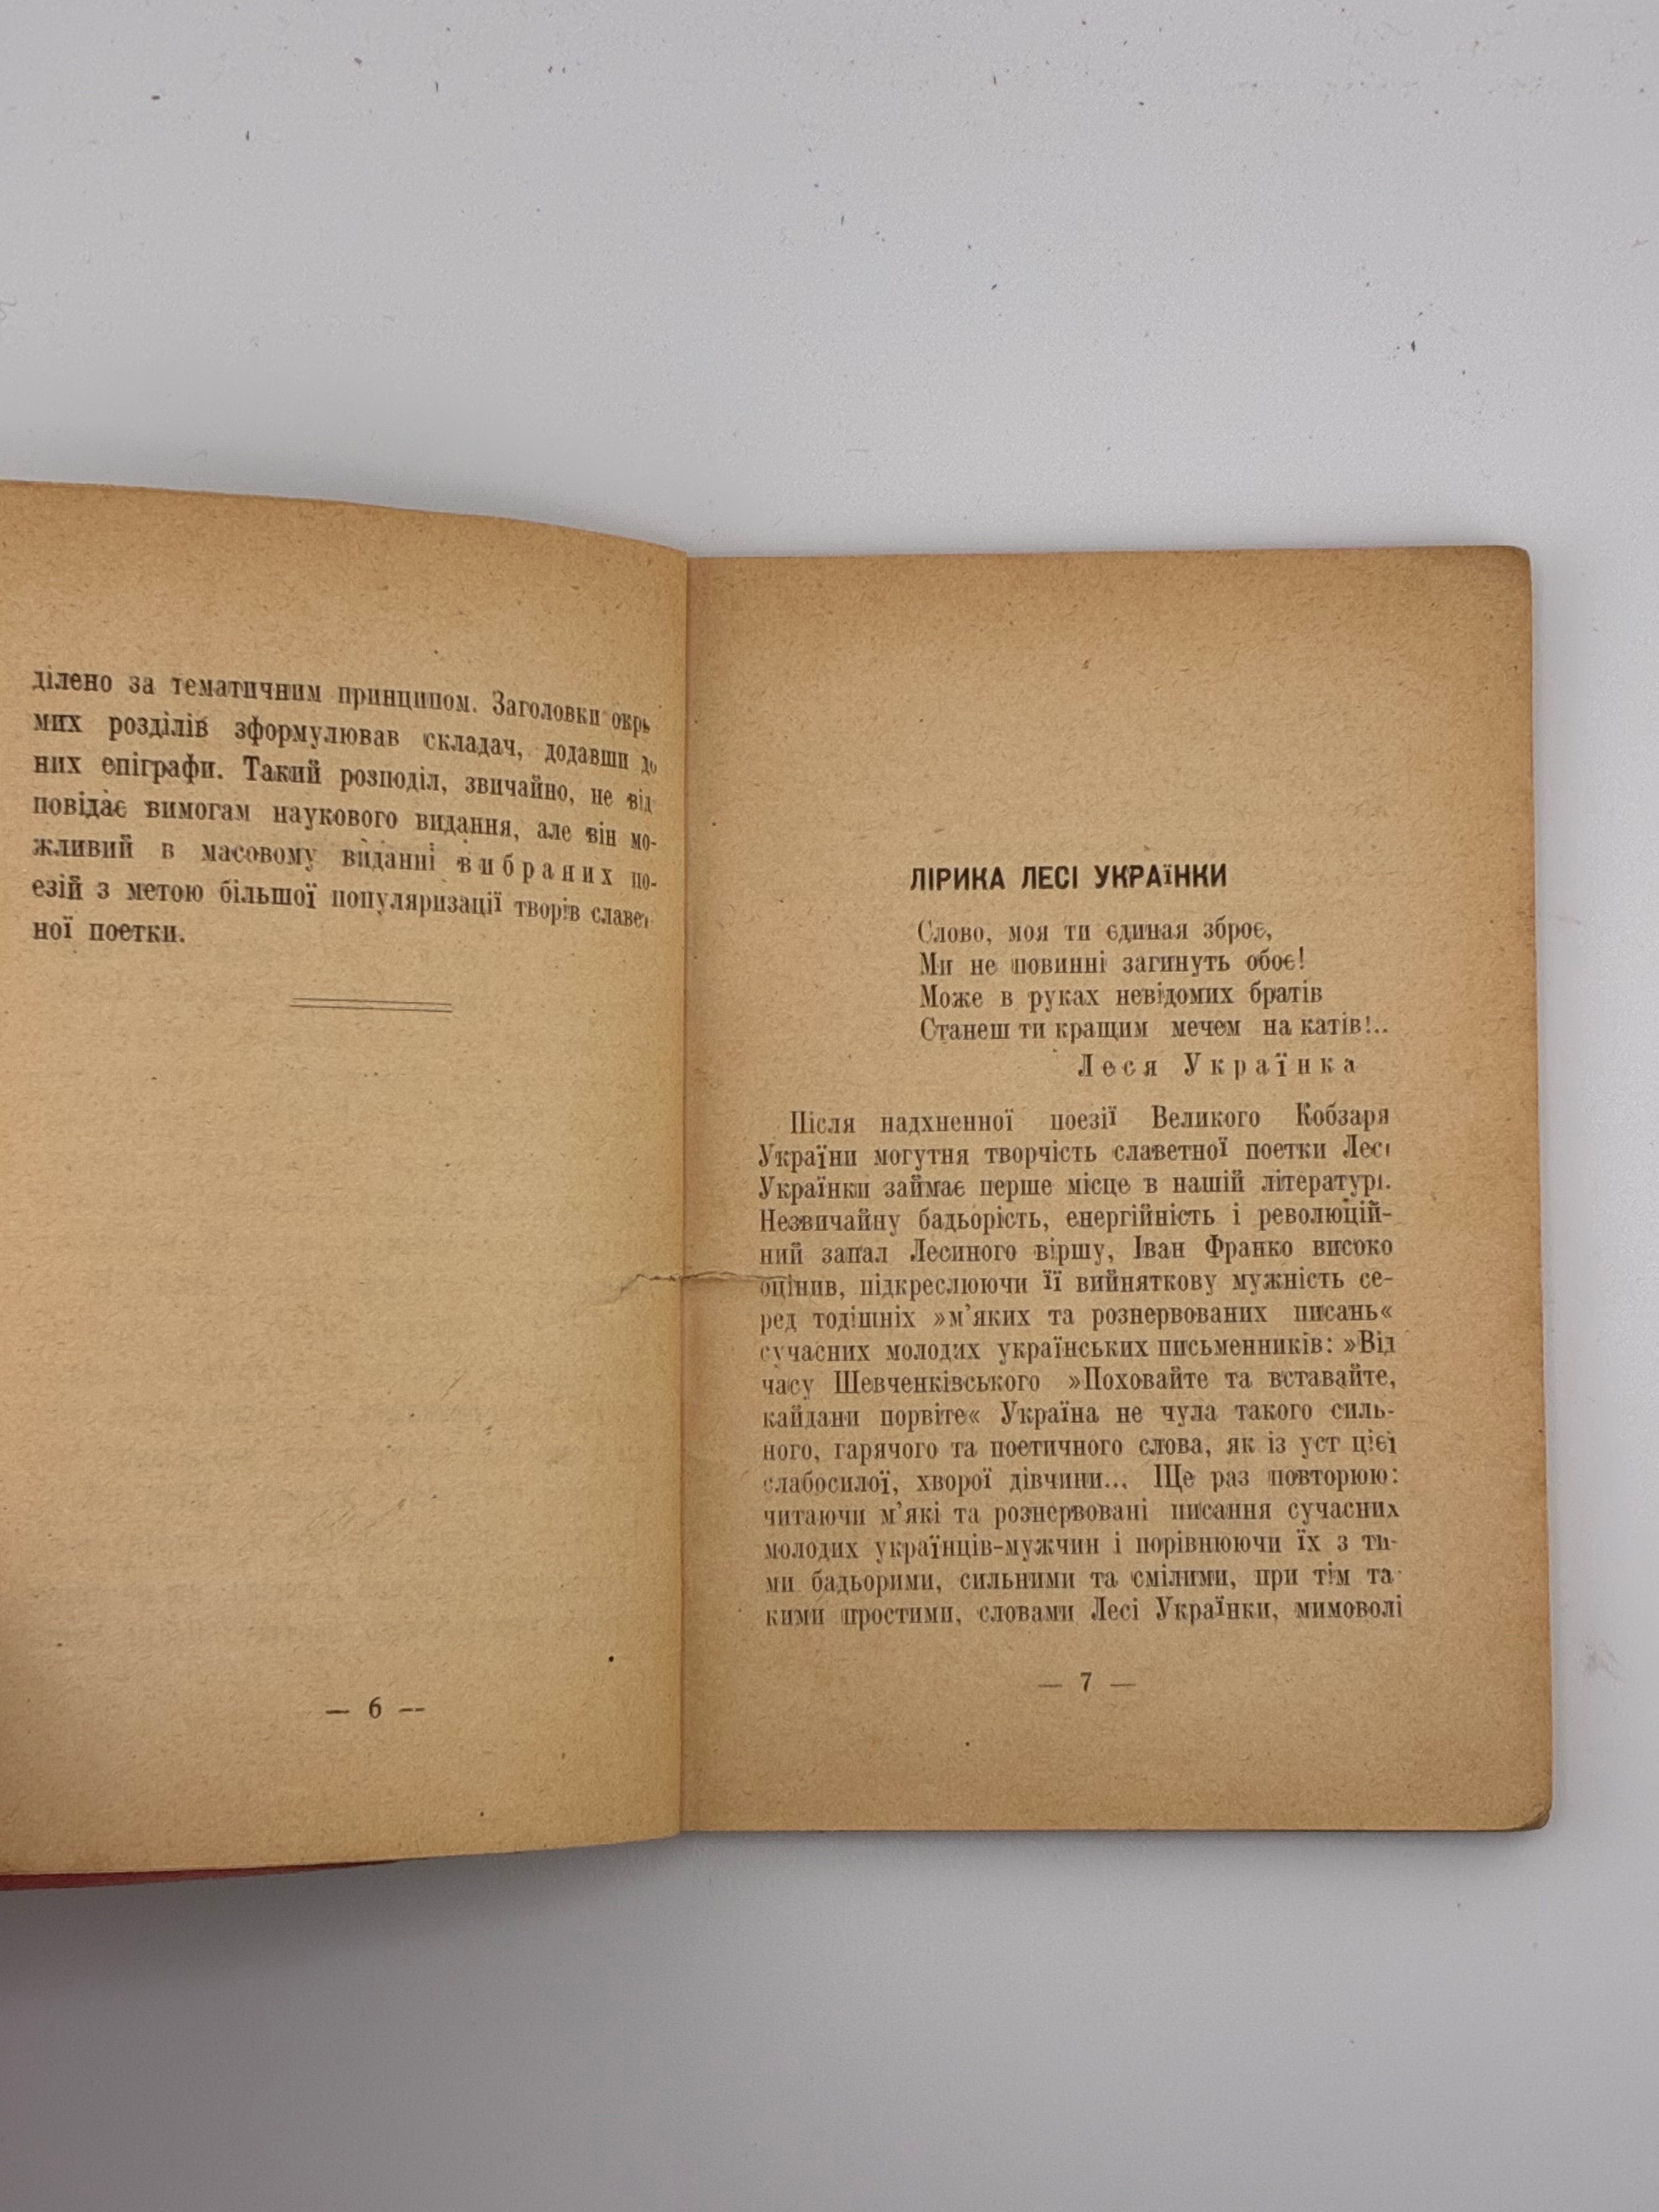 ділено за тематичним принципом. Заголовки окре
мих розділів зформулював складач, додавши до
них епіграфи. Такий розподіл, звичайно, не від
повідає вимогам наукового видання, але він мо-
жливий в масовому виданні вибраних по-
езій з метою більшої популяризації творів славет
ної поетки.
— 6 —
ЛІРИКА ЛЕСІ УКРАЇНКИ
Слово, моя ти єдиная зброє,
Ми не повинні загинуть обоє!
Може в руках невідомих братів
Станеш ти кращим мечем на катів!..
Леся Українка
Після надхненної поезії Великого Кобзаря
України могутня творчість славетної поетки Лесі
Українки займає перше місце в нашій літературі.
Незвичайну бадьорість, енергійність і революцій-
ний запал Лесиного віршу, Іван Франко високо
оцінив, підкреслюючи її вийняткову мужність се-
ред тодішніх »м'яких та рознервованих писань«
сучасних молодих українських письменників: »Від
часу Шевченківського »Поховайте та вставайте,
кайдани порвіте« Україна не чула такого силь-
ного, гарячого та поетичного слова, як із уст цієї
слабосилої, хворої дівчини... Ще раз повторюю:
читаючи м'які та рознервовані писання сучасних
молодих українців-мужчин і порівнюючи їх з ти-
ми бадьорими, сильними та смілими, при тім та-
кими простими, словами Лесі Українки, мимоволі
— 7 —